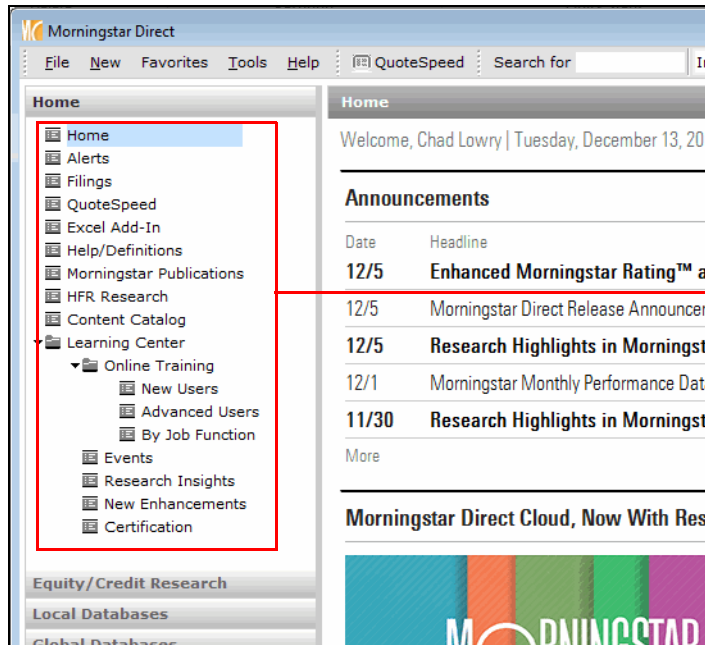 Morningstar Direct
File New Favorites Tools Help QuoteSpeed Search for
Home
Home
Alerts
Filings
QuoteSpeed
Excel Add-In
Help/Definitions
Morningstar Publications
HFR Research
Content Catalog
Learning Center
Online Training
New Users
Advanced Users
By Job Function
Events
Research Insights
New Enhancements
Certification
Equity/Credit Research
Local Databases
Global Databases
Home
Welcome, Chad Lowry | Tuesday, December 13, 20
Announcements
Date Headline
12/5 Enhanced Morningstar Rating™ a
12/5 Morningstar Direct Release Announcer
12/5 Research Highlights in Morningst
12/1 Morningstar Monthly Performance Dat
11/30 Research Highlights in Morningst
More
Morningstar Direct Cloud, Now With Res
MORNINGSTAR